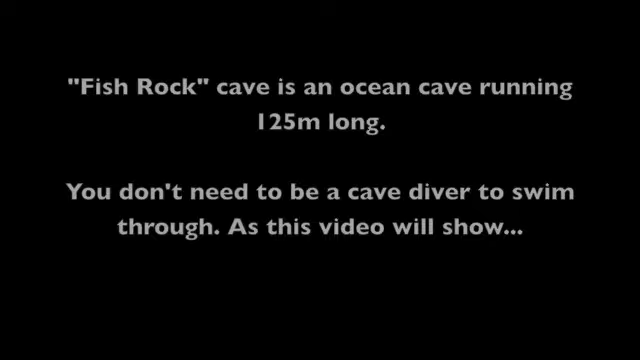 "Fish Rock" cave is an ocean cave running
125m long.
You don't need to be a cave diver to swim
through. As this video will show...